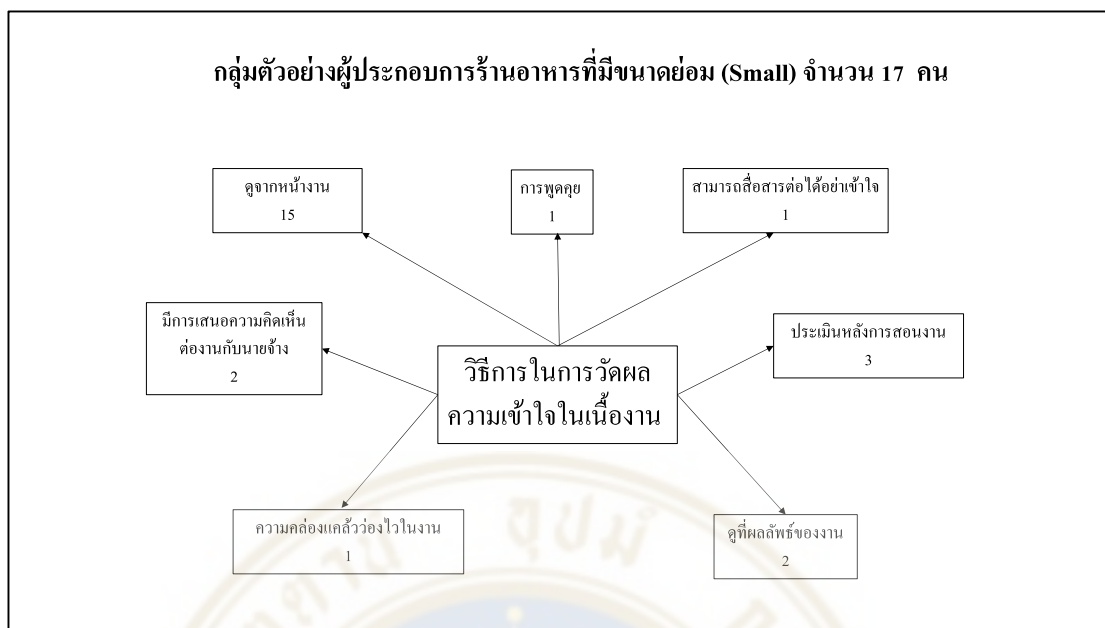 กลุ่มตัวอย่างผู้ประกอบการร้านอาหารที่มีขนาดย่อม (Small) จำนวน 17 คน
ดูจากหน้างาน
15
การพูดคุย
1
สามารถสื่อสารต่อได้อย่าเข้าใจ
1
มีการเสนอความคิดเห็น
ต่องานกับนายจ้าง
2
ประเมินหลังการสอนงาน
3
วิธีการในการวัดผล
ความเข้าใจในเนื้องาน
ความคล่องแคล้วว่องไวในงาน
1
ดูที่ผลลัพธ์ของงาน
2